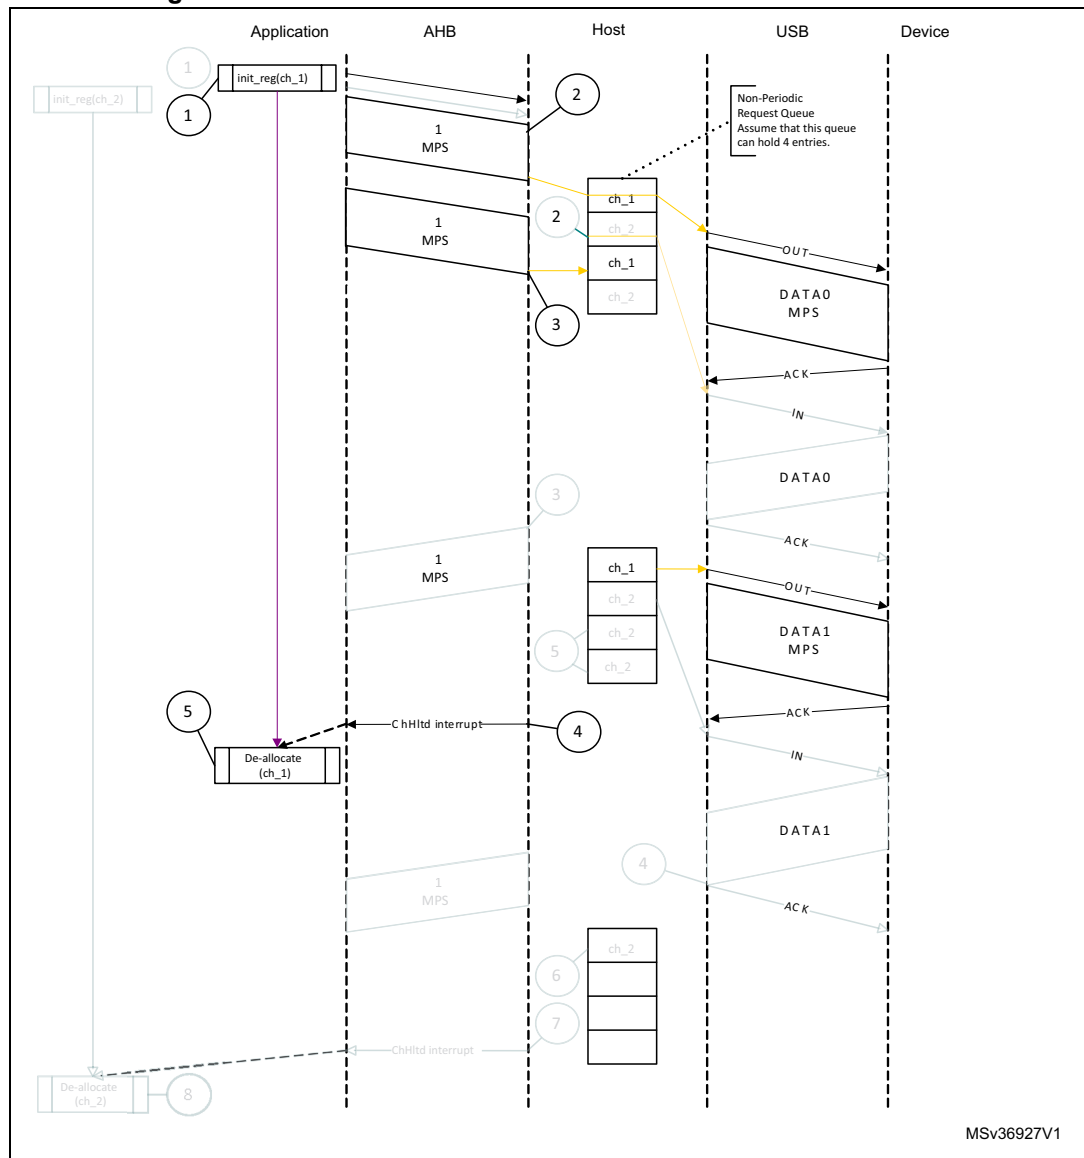 Application AHB Host USB Device
1
init_reg(ch_1)
init_reg(ch_2)
1
2
Non-Periodic
Request Queue
Assume that this queue
can hold 4 entries.
1
MPS
ch_1
2
ch_2
1
MPS
OUT
ch_1
ch_2
DATA0
MPS
3
ACK
IN
DATA0
3
ACK
1
MPS
ch_1
OUT
ch_2
ch_2
DATA1
MPS
5
ch_2
5
ACK
ChHltd interrupt
4
De-allocate
(ch_1)
IN
DATA1
4
1
MPS
ACK
ch_2
6
7
ChHltd interrupt
De-allocate
(ch_2)
8
MSv36927V1